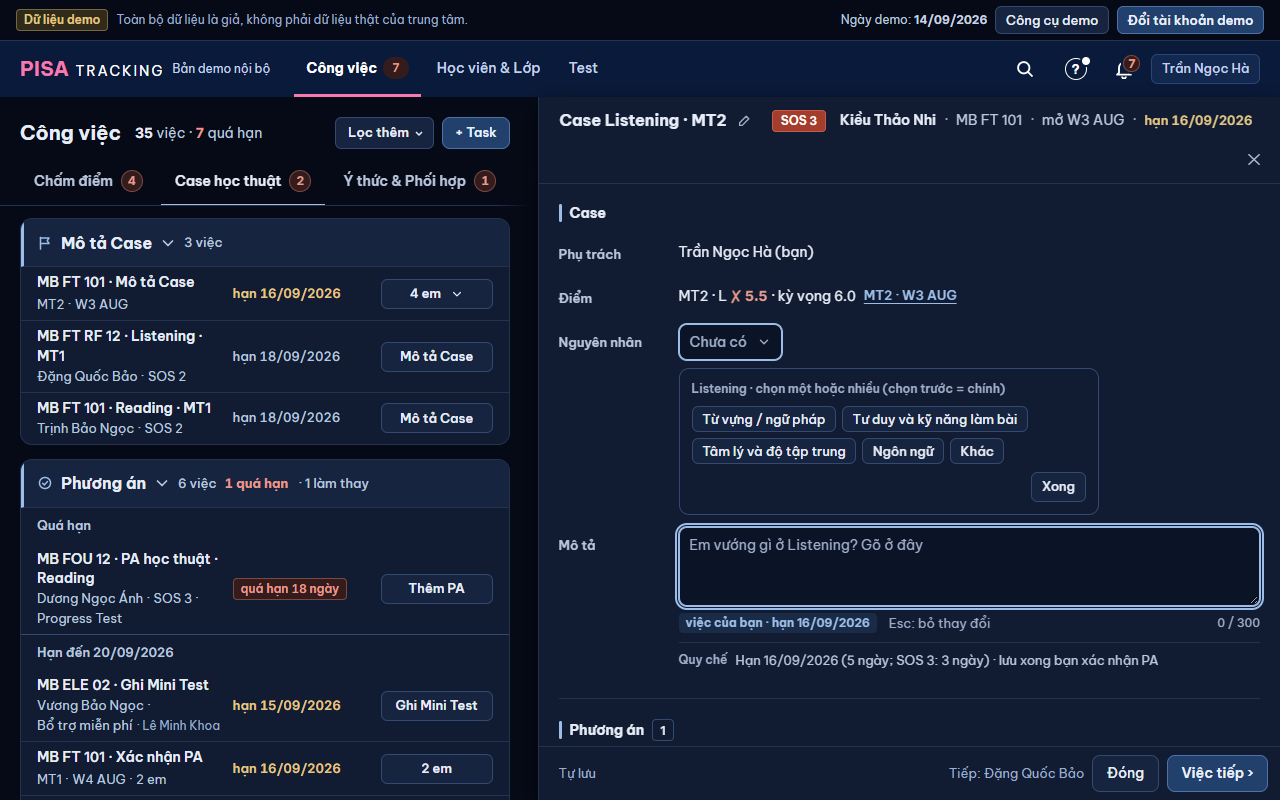 Dữ liệu demo Toàn bộ dữ liệu là giả, không phải dữ liệu thật của trung tâm. Ngày demo: 14/09/2026 Công cụ demo Đổi tài khoản demo
PISA TRACKING Bản demo nội bộ Công việc 7 Học viên & Lớp Test ? 7 Trần Ngọc Hà
Công việc 35 việc · 7 quá hạn Lọc thêm + Task
Chấm điểm 4 Case học thuật 2 Ý thức & Phối hợp 1
Mô tả Case 3 việc
MB FT 101 · Mô tả Case
MT2 · W3 AUG
hạn 16/09/2026
4 em
MB FT RF 12 · Listening ·
MT1
Đặng Quốc Bảo · SOS 2
hạn 18/09/2026
Mô tả Case
MB FT 101 · Reading · MT1
Trịnh Bảo Ngọc · SOS 2
hạn 18/09/2026
Mô tả Case
Phương án 6 việc 1 quá hạn · 1 làm thay
Quá hạn
MB FOU 12 · PA học thuật ·
Reading
Dương Ngọc Ánh · SOS 3 ·
Progress Test
quá hạn 18 ngày
Thêm PA
Hạn đến 20/09/2026
MB ELE 02 · Ghi Mini Test
Vương Bảo Ngọc ·
Bổ trợ miễn phí · Lê Minh Khoa
hạn 15/09/2026
Ghi Mini Test
MB FT 101 · Xác nhận PA
MT1 · W4 AUG · 2 em
hạn 16/09/2026
2 em
Case Listening · MT2 SOS 3 Kiều Thảo Nhi · MB FT 101 · mở W3 AUG · hạn 16/09/2026
Case
Phụ trách Trần Ngọc Hà (bạn)
Điểm MT2 · L ✗ 5.5 · kỳ vọng 6.0 MT2 · W3 AUG
Nguyên nhân Chưa có
Listening · chọn một hoặc nhiều (chọn trước = chính)
Từ vựng / ngữ pháp Tư duy và kỹ năng làm bài
Tâm lý và độ tập trung Ngôn ngữ Khác
Xong
Mô tả Em vướng gì ở Listening? Gõ ở đây
việc của bạn · hạn 16/09/2026 Esc: bỏ thay đổi 0 / 300
Quy chế Hạn 16/09/2026 (5 ngày; SOS 3: 3 ngày) · lưu xong bạn xác nhận PA
Phương án 1
Tự lưu Tiếp: Đặng Quốc Bảo Đóng Việc tiếp ›